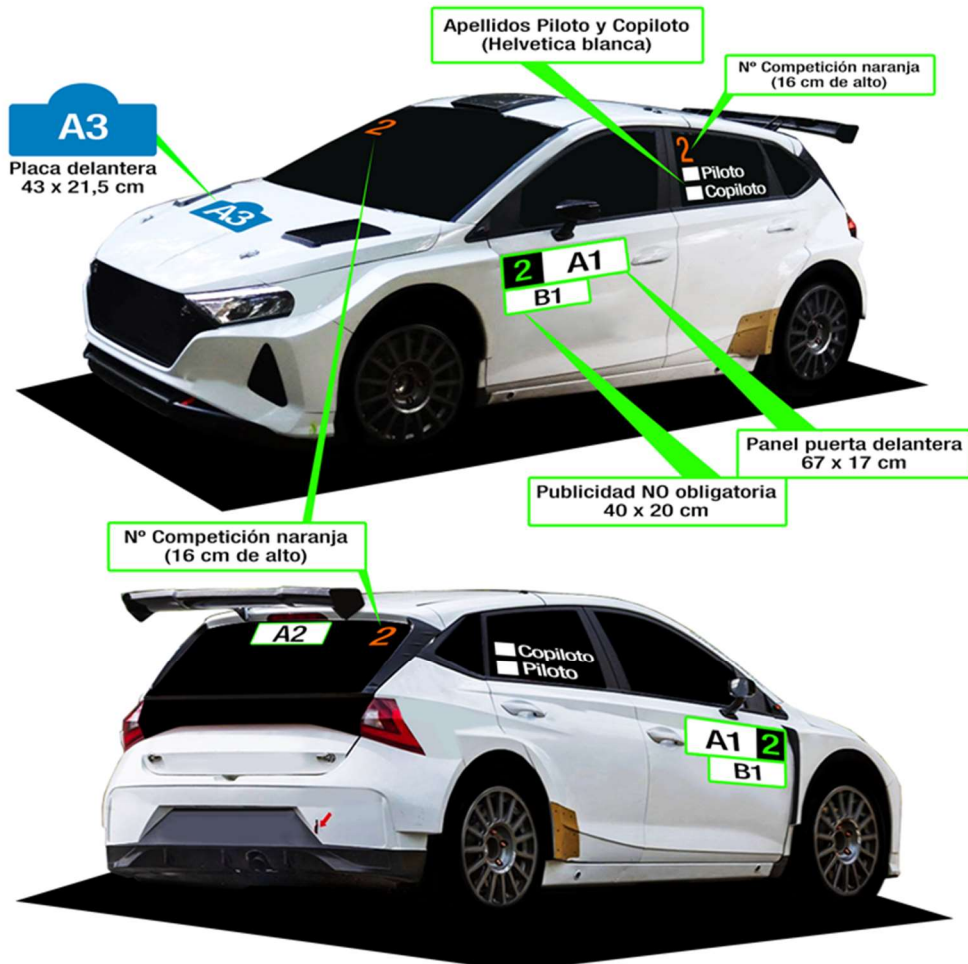 Apellidos Piloto y Copiloto
(Helvetica blanca)
Nº Competición naranja
(16 cm de alto)
A3
Placa delantera
43 x 21,5 cm
2
2
Piloto
Copiloto
A3
2 A1
B1
Panel puerta delantera
67 x 17 cm
Publicidad NO obligatoria
40 x 20 cm
Nº Competición naranja
(16 cm de alto)
A2 2
Copiloto
Piloto
A1 2
B1